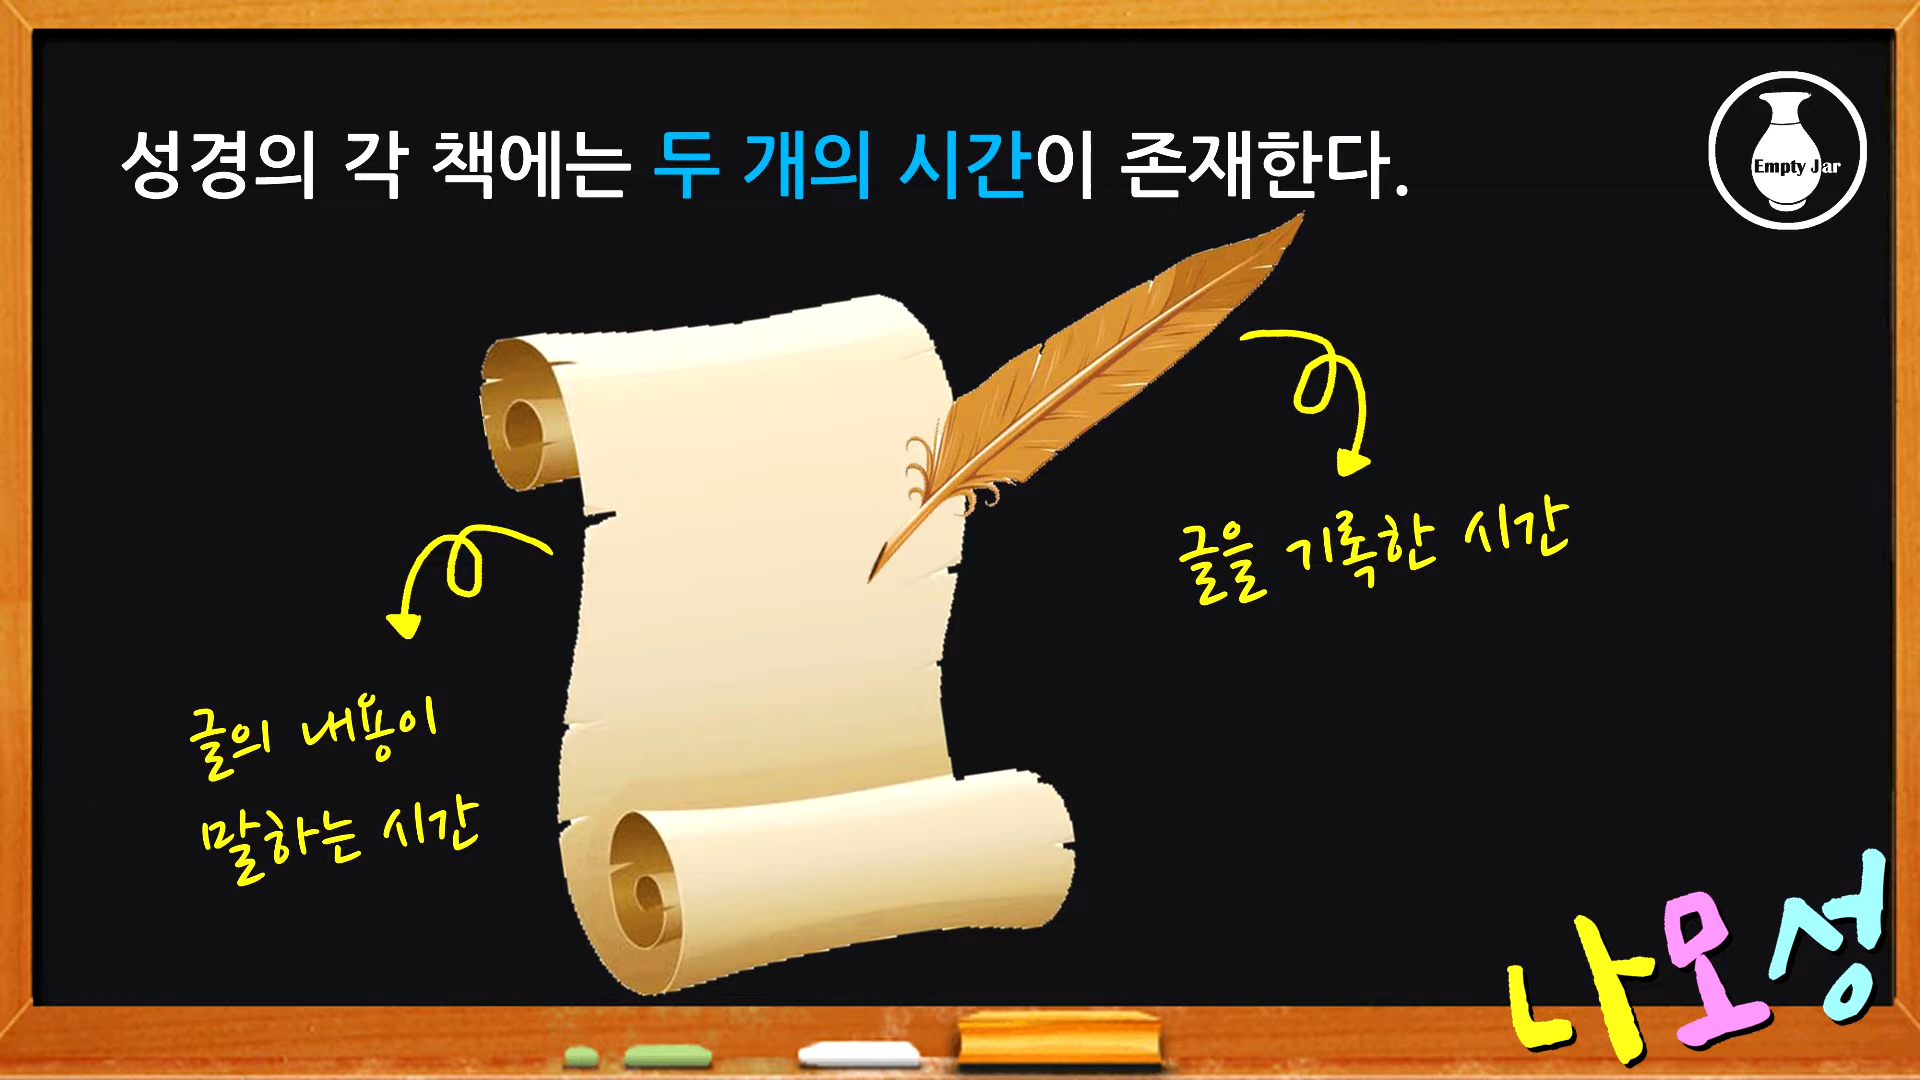 성경의 각 책에는 두 개의 시간이 존재한다.
Empty Jar
글을 기록한 시간
글의 내용이
말하는 시간
나모성